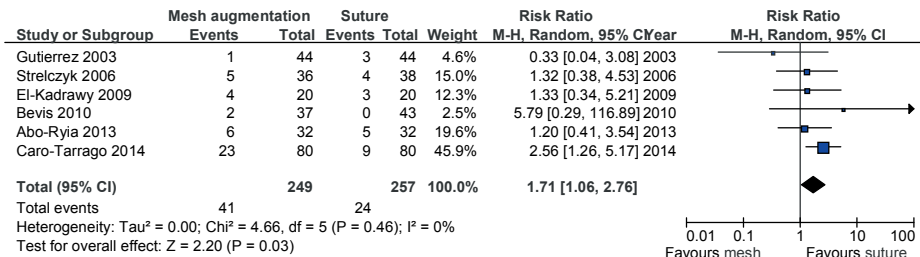 Mesh augmentation Suture Risk Ratio Risk Ratio
Study or Subgroup Events Total Events Total Weight M-H, Random, 95% CI Year M-H, Random, 95% CI
Gutierrez 2003 1 44 3 44 4.6% 0.33 [0.04, 3.08] 2003
Strelczyk 2006 5 36 4 38 15.0% 1.32 [0.38, 4.53] 2006
El-Kadrawy 2009 4 20 3 20 12.3% 1.33 [0.34, 5.21] 2009
Bevis 2010 2 37 0 43 2.5% 5.79 [0.29, 116.89] 2010
Abo-Ryia 2013 6 32 5 32 19.6% 1.20 [0.41, 3.54] 2013
Caro-Tarrago 2014 23 80 9 80 45.9% 2.56 [1.26, 5.17] 2014
Total (95% CI) 249 257 100.0% 1.71 [1.06, 2.76]
Total events 41 24
Heterogeneity: Tau² = 0.00; Chi² = 4.66, df = 5 (P = 0.46); I² = 0%
Test for overall effect: Z = 2.20 (P = 0.03)
0.01 0.1 1 10 100
Favours mesh Favours suture